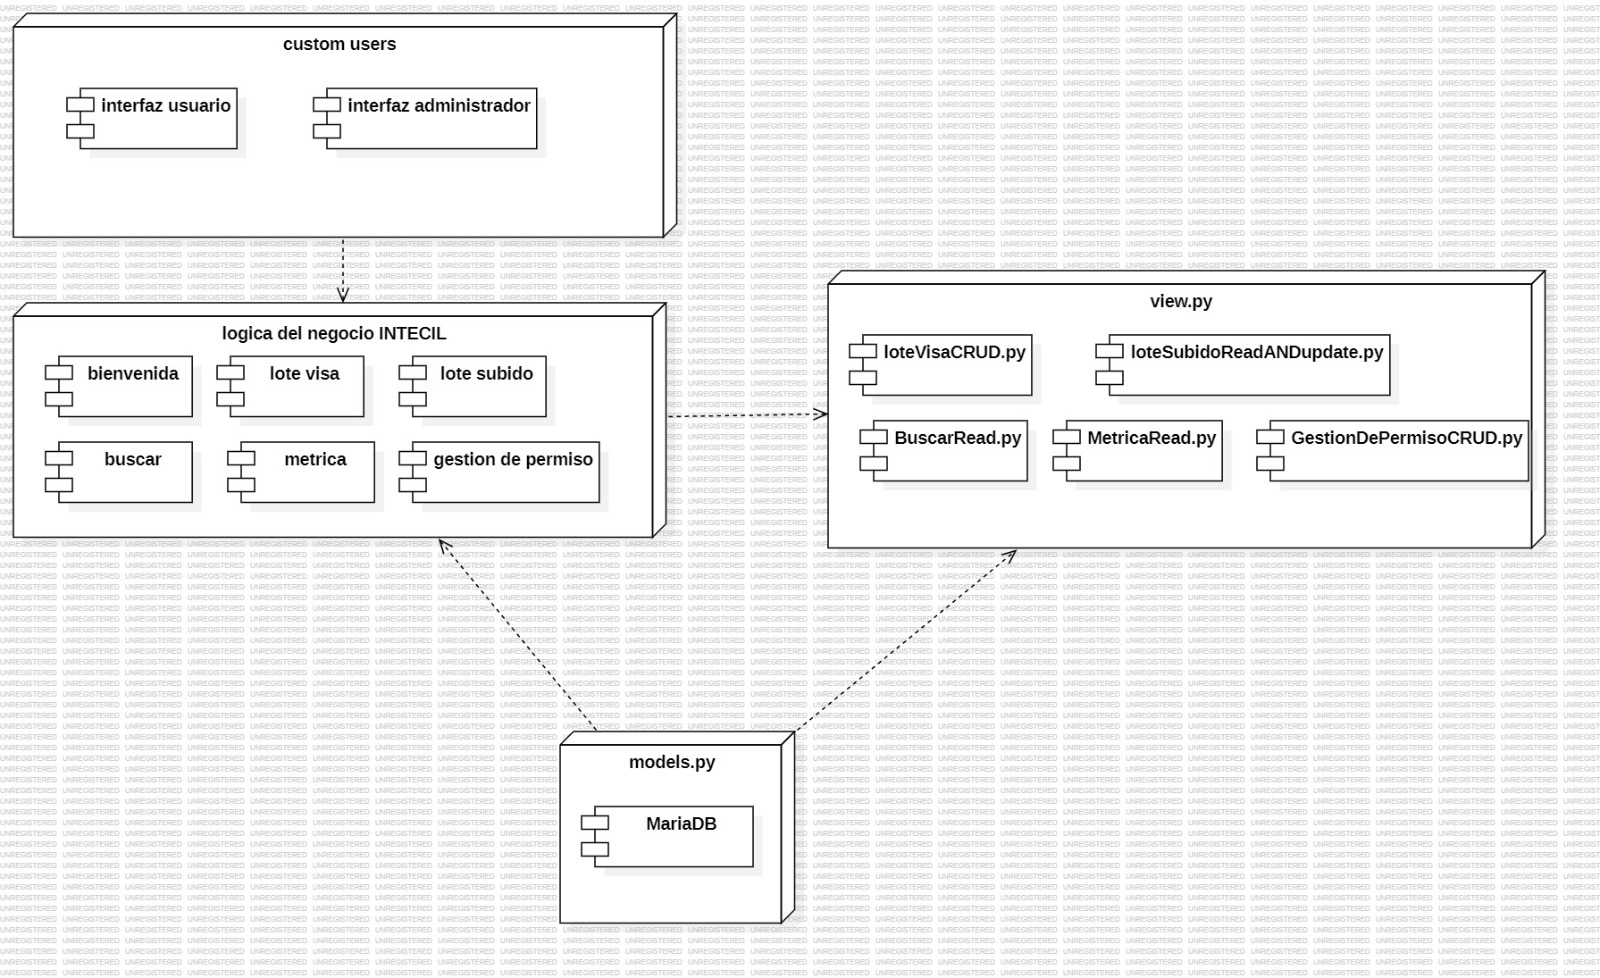 custom users
interfaz usuario
interfaz administrador
logica del negocio INTECIL
bienvenida
lote visa
lote subido
buscar
metrica
gestion de permiso
view.py
loteVisaCRUD.py
loteSubidoReadANDupdate.py
BuscarRead.py
MetricaRead.py
GestionDePermisoCRUD.py
models.py
MariaDB
UNREGISTERED